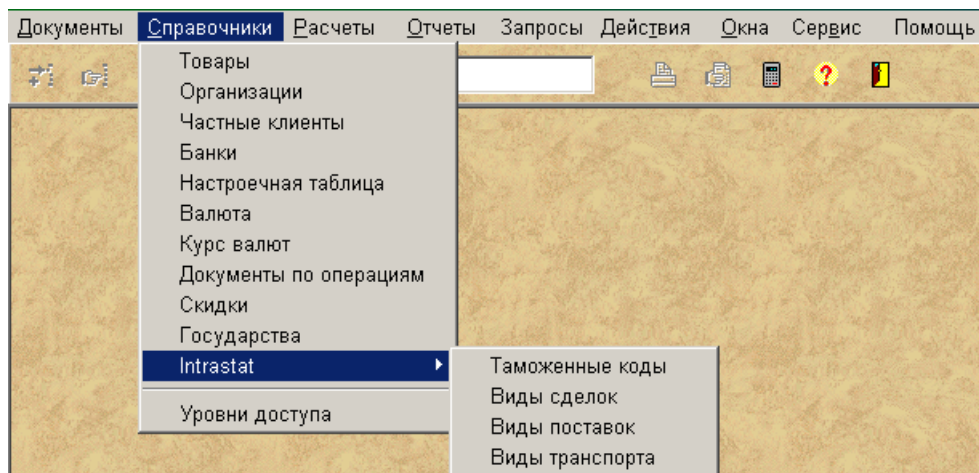 Документы Справочники Расчеты Отчеты Запросы Действия Окна Сервис Помощь
Товары
Организации
Частные клиенты
Банки
Настроечная таблица
Валюта
Курс валют
Документы по операциям
Скидки
Государства
Intrastat
Уровни доступа
Таможенные коды
Виды сделок
Виды поставок
Виды транспорта